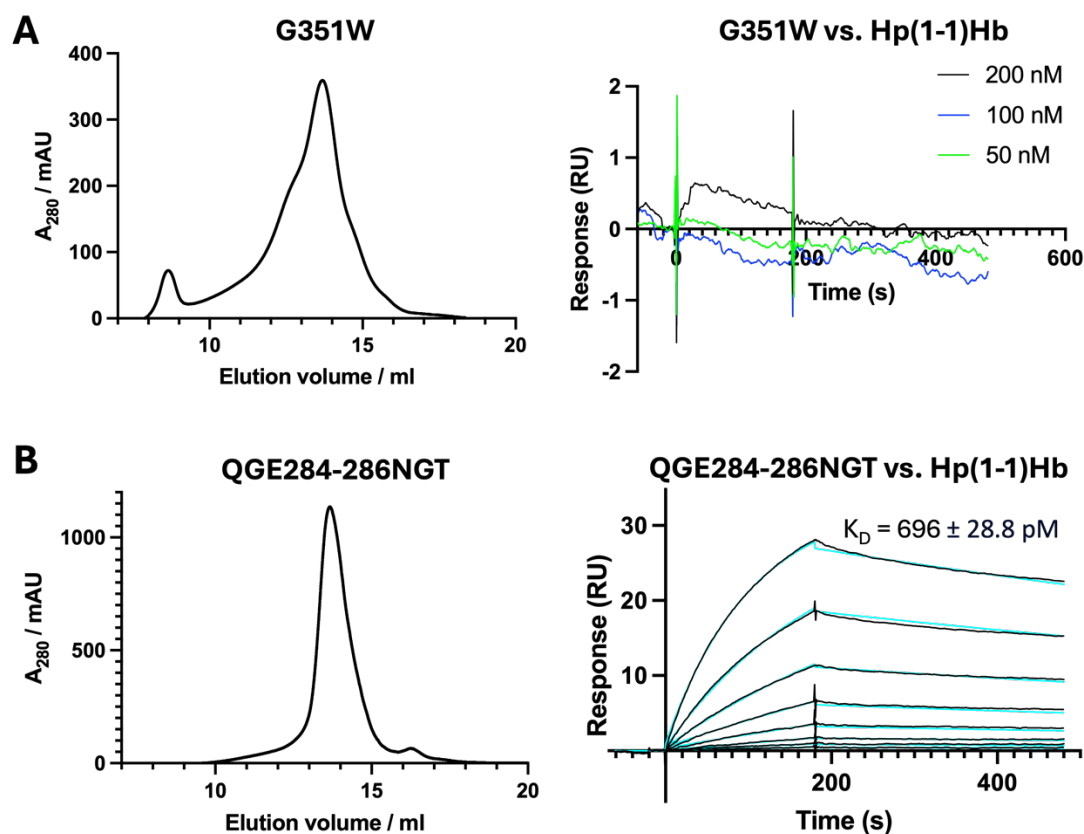 A
G351W
G351W vs. Hp(1-1)Hb
400
300
200
100
0
A280 / mAU
10
15
20
Elution volume / ml
200 nM
100 nM
50 nM
2
1
0
-1
-2
Response (RU)
0
200
400
600
Time (s)
B
QGE284-286NGT
QGE284-286NGT vs. Hp(1-1)Hb
1000
500
0
A280 / mAU
10
15
20
Elution volume / ml
KD = 696 ± 28.8 pM
30
20
10
Response (RU)
200
400
Time (s)